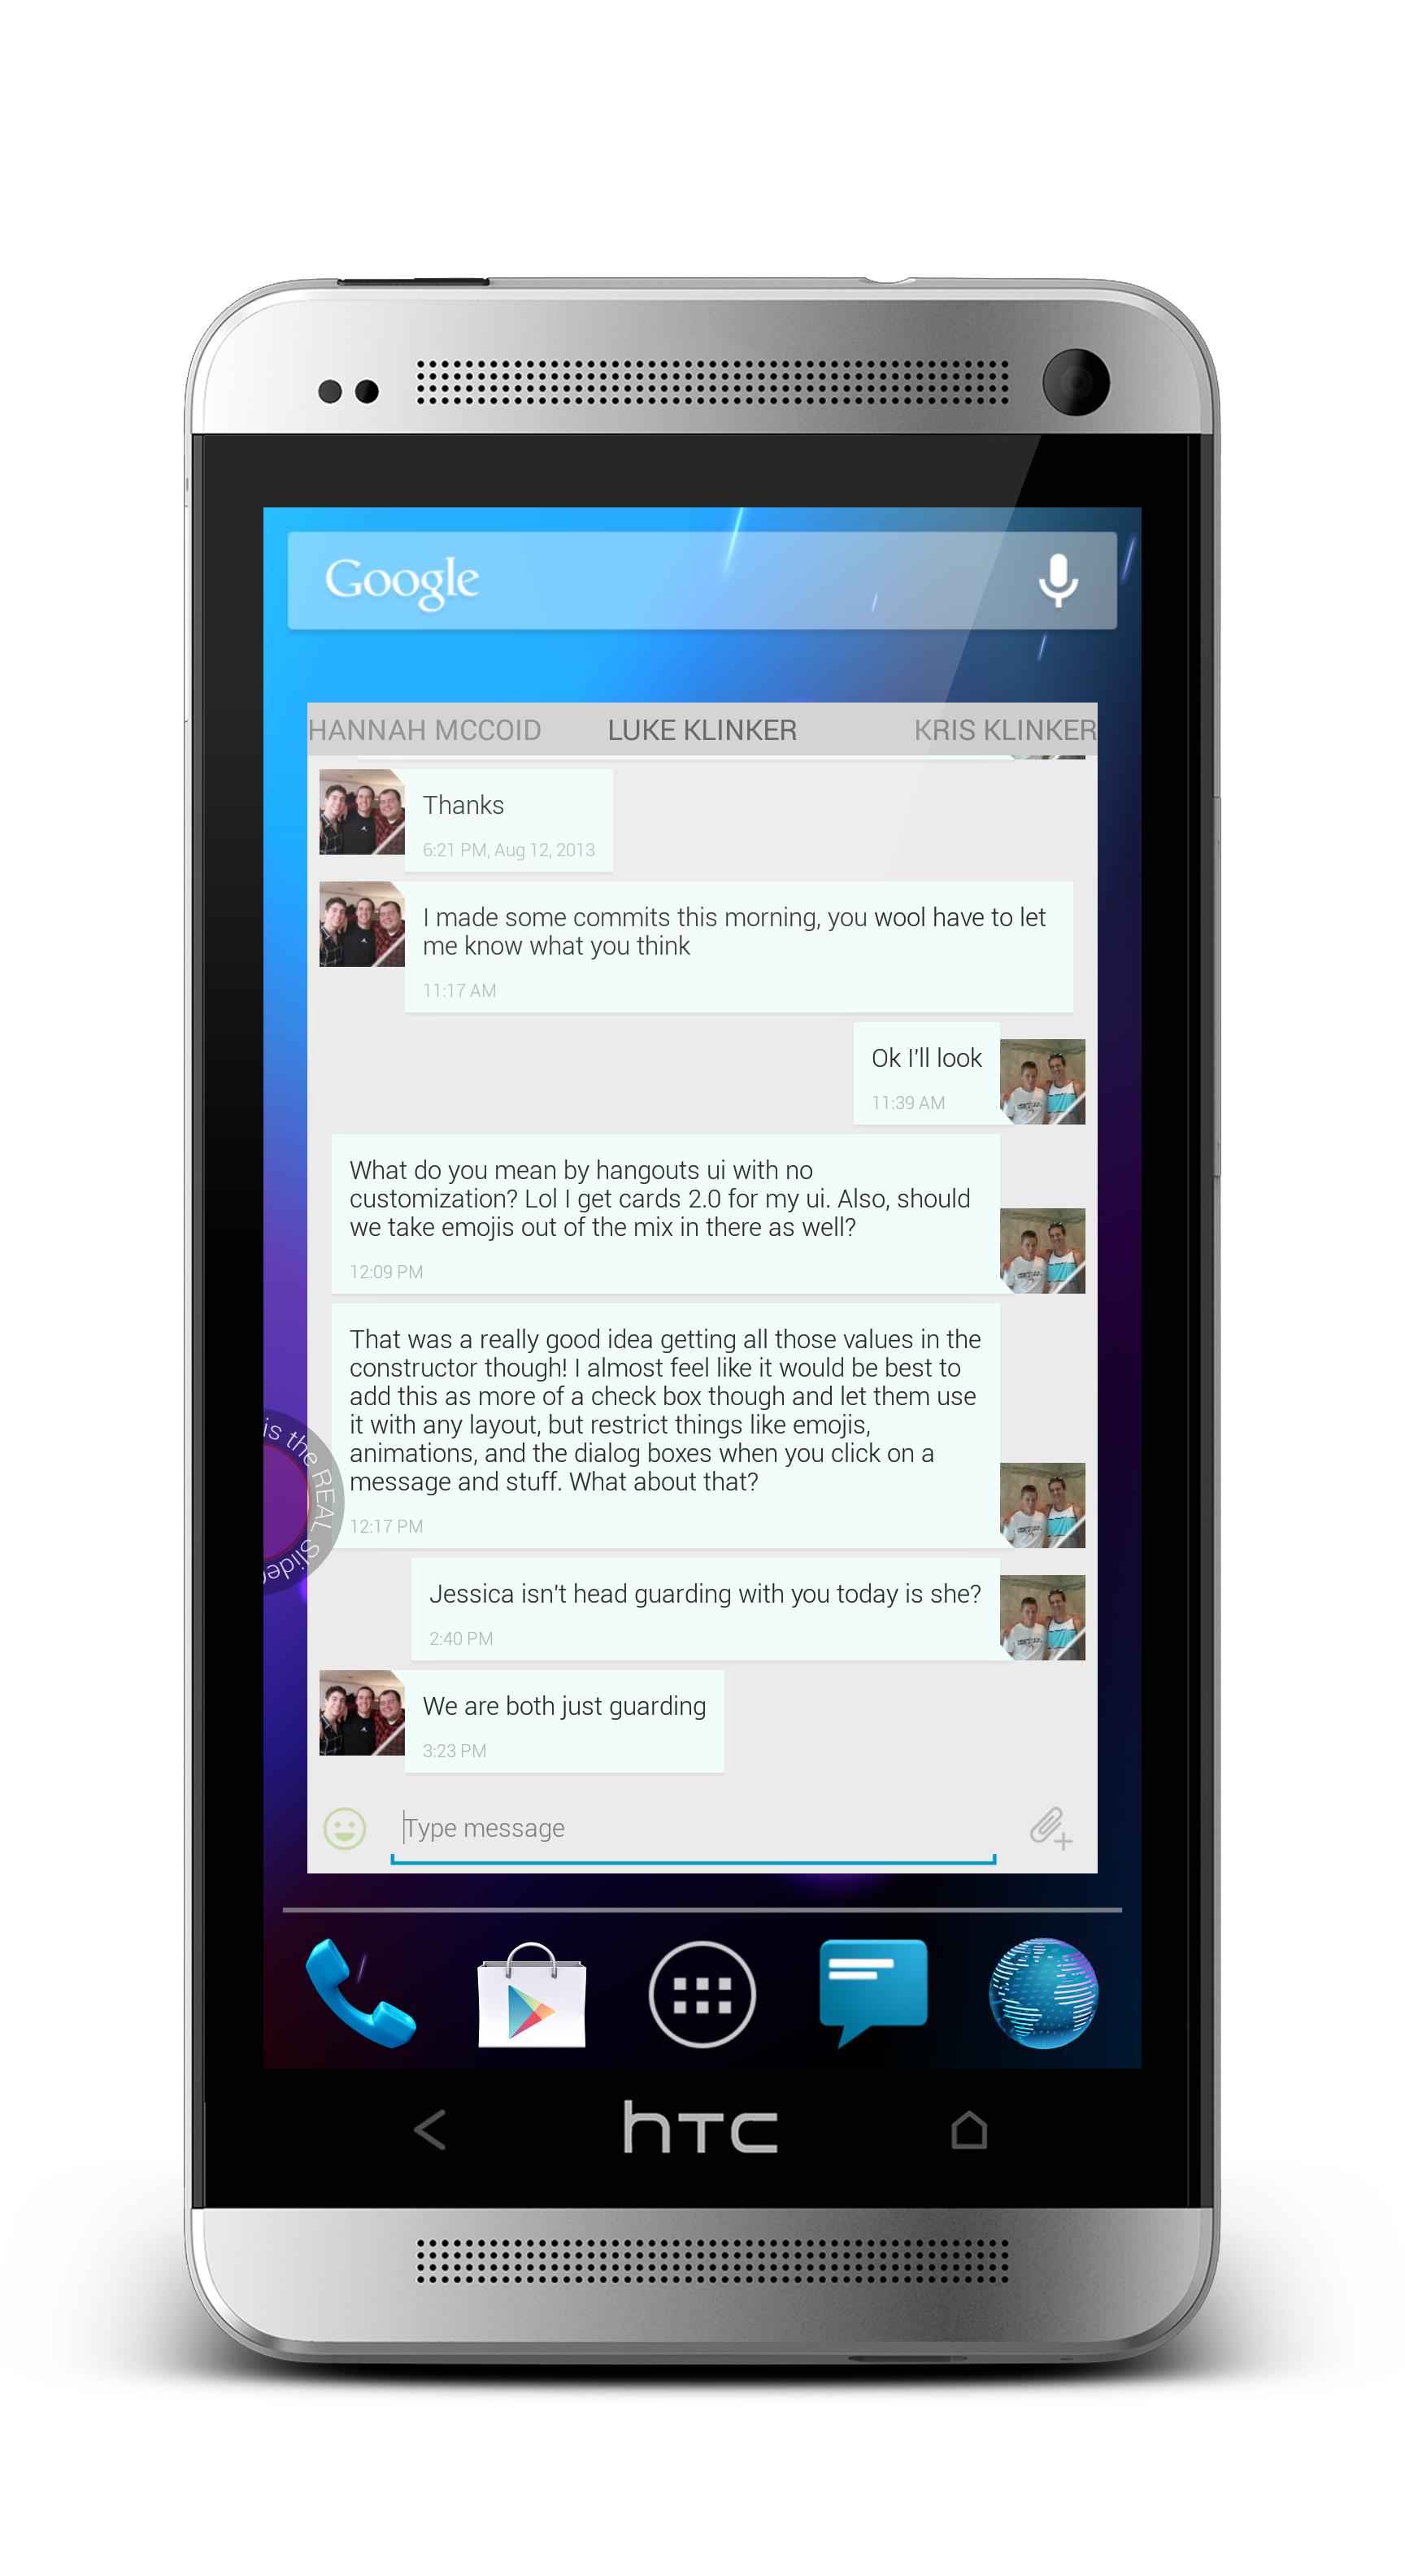 Google
HANNAH MCCOID LUKE KLINKER KRIS KLINKER
Thanks
6:21 PM, Aug 12, 2013
I made some commits this morning, you wool have to let
me know what you think
11:17 AM
Ok I'll look
11:39 AM
What do you mean by hangouts ui with no
customization? Lol I get cards 2.0 for my ui. Also, should
we take emojis out of the mix in there as well?
12:09 PM
That was a really good idea getting all those values in the
constructor though! I almost feel like it would be best to
add this as more of a check box though and let them use
it with any layout, but restrict things like emojis,
animations, and the dialog boxes when you click on a
message and stuff. What about that?
12:17 PM
is the REAL
Jessica isn't head guarding with you today is she?
2:40 PM
We are both just guarding
3:23 PM
Type message
hTC